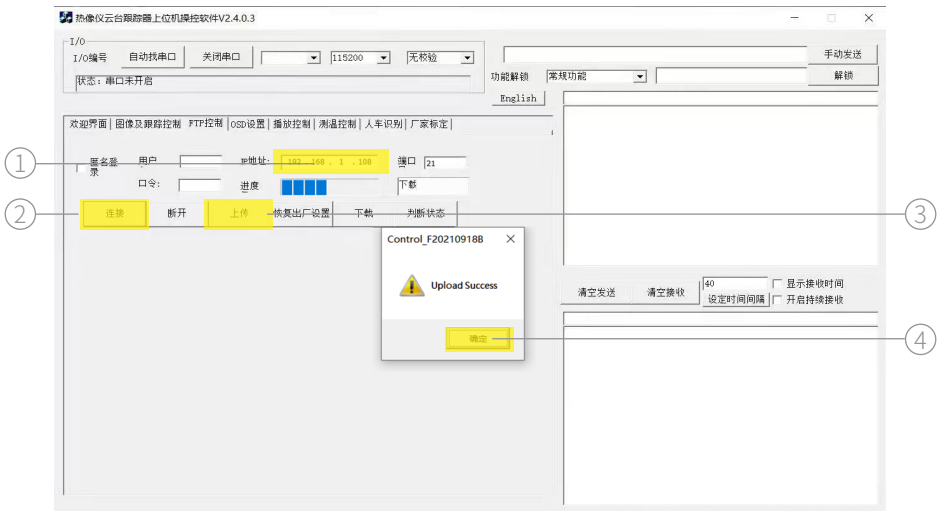 热像仪云台跟踪器上位机操控软件V2.4.0.3
I/O
I/O编号 自动找串口 关闭串口 115200 无校验
状态：串口未开启
手动发送
功能解锁 常规功能 解锁
English
欢迎界面 图像及跟踪控制 FTP控制 OSD设置 播放控制 测温控制 人车识别 厂家标定
① 匿名登录 用户 IP地址: 192 .168 . 1 .108 端口 21
口令: 进度 下载
② 连接 断开 上传 恢复出厂设置 下载 判断状态 ③
Control_F20210918B
Upload Success
确定 ④
清空发送 清空接收 40 显示接收时间
设定时间间隔 开启持续接收